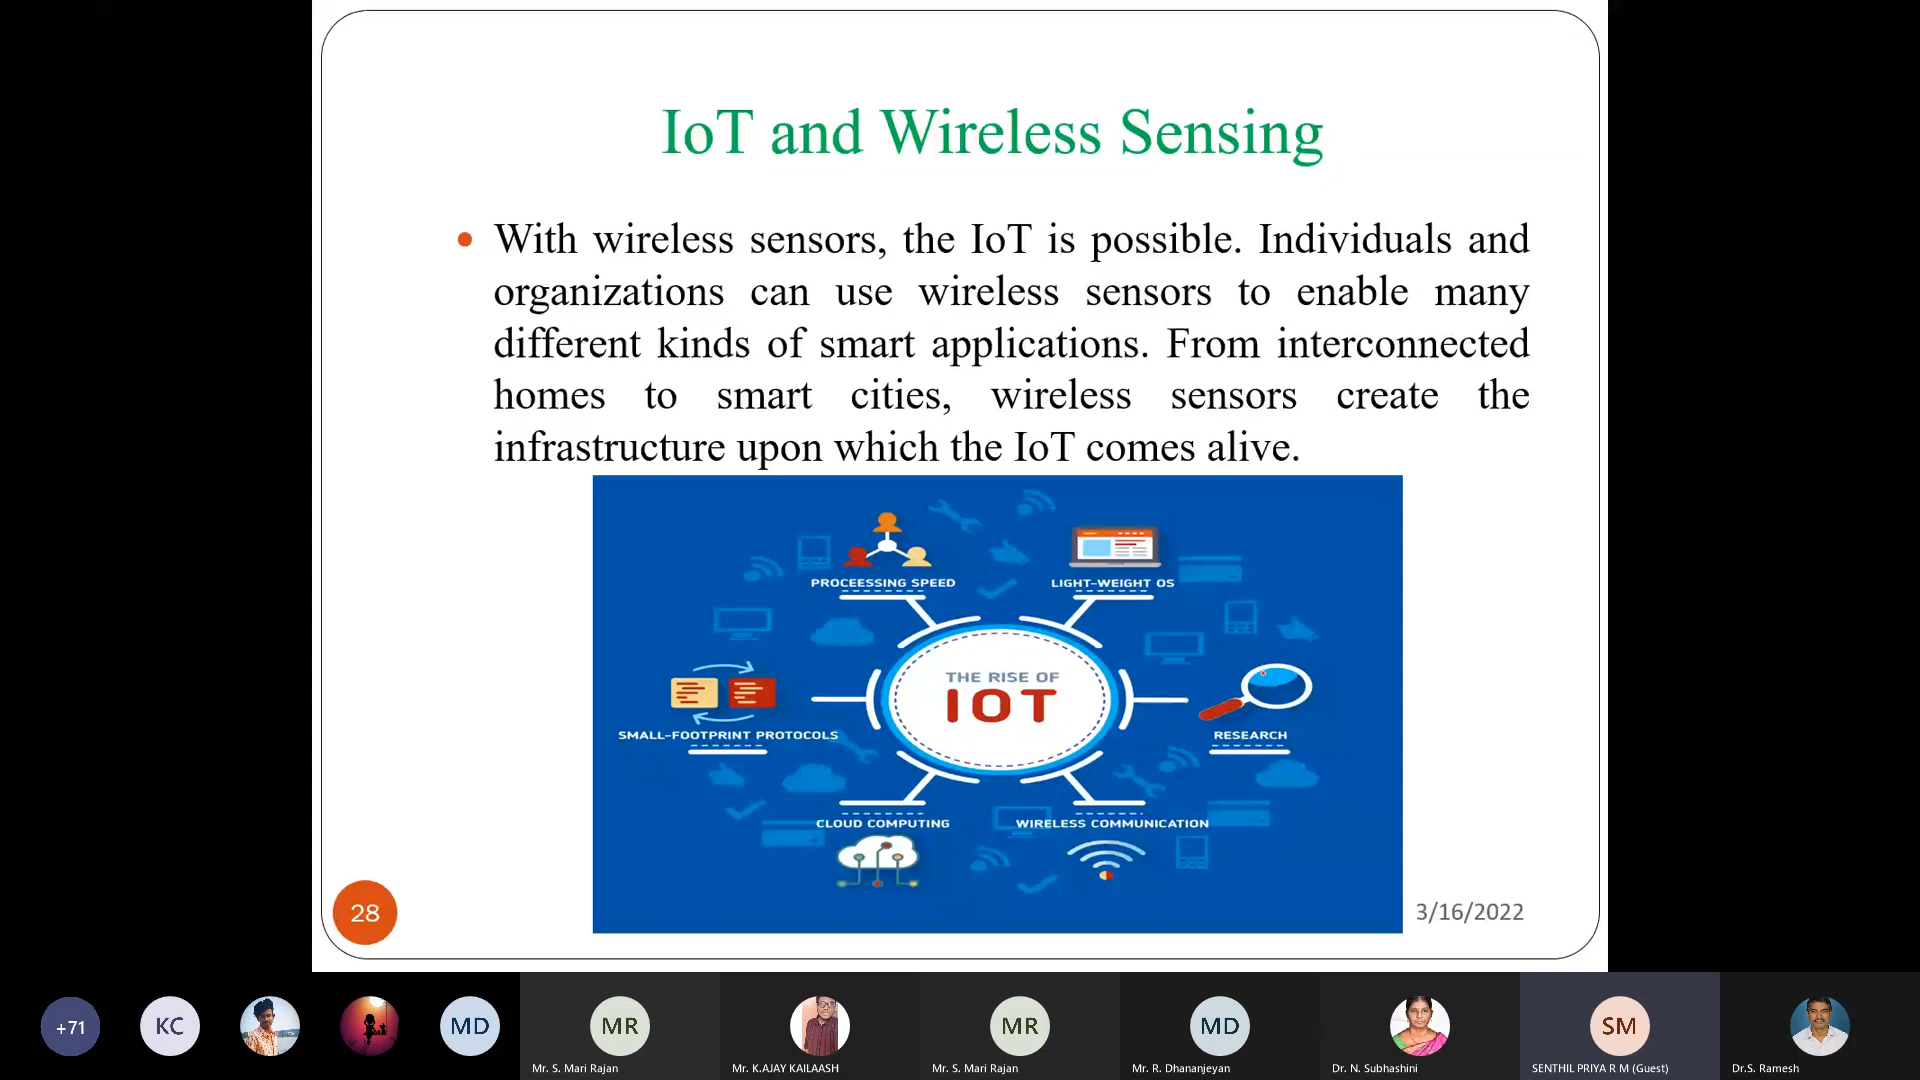 IoT and Wireless Sensing
With wireless sensors, the IoT is possible. Individuals and
organizations can use wireless sensors to enable many
different kinds of smart applications. From interconnected
homes to smart cities, wireless sensors create the
infrastructure upon which the IoT comes alive.
PROCEESSING SPEED
LIGHT-WEIGHT OS
THE RISE OF
IOT
SMALL-FOOTPRINT PROTOCOLS
RESEARCH
CLOUD COMPUTING
WIRELESS COMMUNICATION
28
3/16/2022
+71
KC
MD
MR
MR
MD
SM
Mr. S. Mari Rajan
Mr. K.AJAY KAILAASH
Mr. S. Mari Rajan
Mr. R. Dhananjeyan
Dr. N. Subhashini
SENTHIL PRIYA R M (Guest)
Dr.S. Ramesh